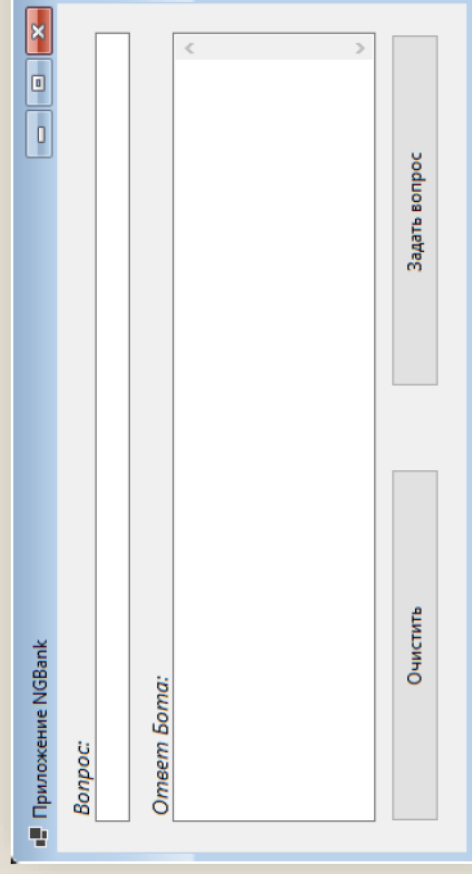 Приложение NGBank
Вопрос:
Ответ Бота:
Очистить
Задать вопрос